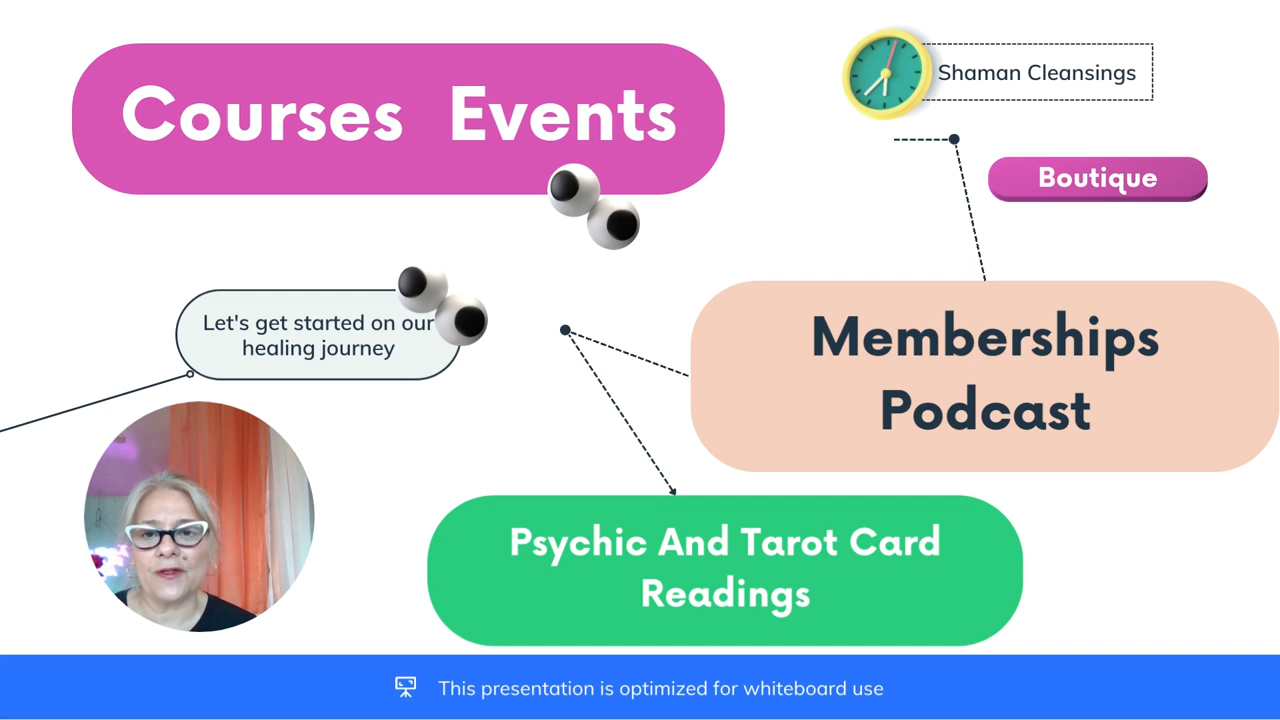 Courses Events
Shaman Cleansings
Boutique
Let's get started on our
healing journey
Memberships
Podcast
Psychic And Tarot Card
Readings
This presentation is optimized for whiteboard use